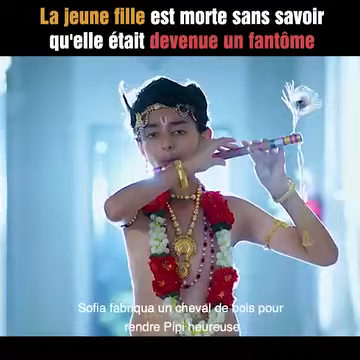 La jeune fille est morte sans savoir
qu'elle était devenue un fantôme
Sofia fabriqua un cheval de bois pour
rendre Pipi heureuse